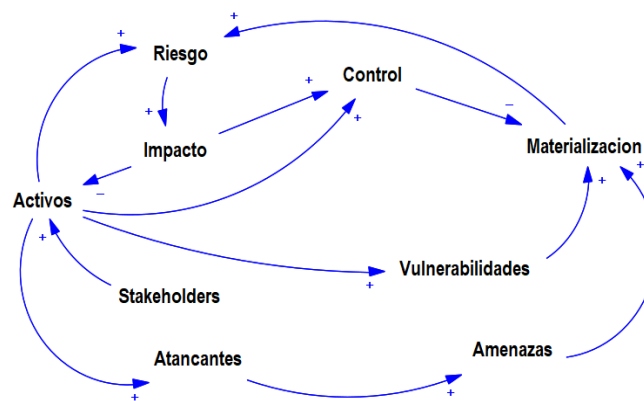 +
+
Riesgo
+
Control
+
+
+
–
Impacto
Materializacion
–
+
+
Activos
+
Vulnerabilidades
+
Stakeholders
Amenazas
Atancantes
+
+